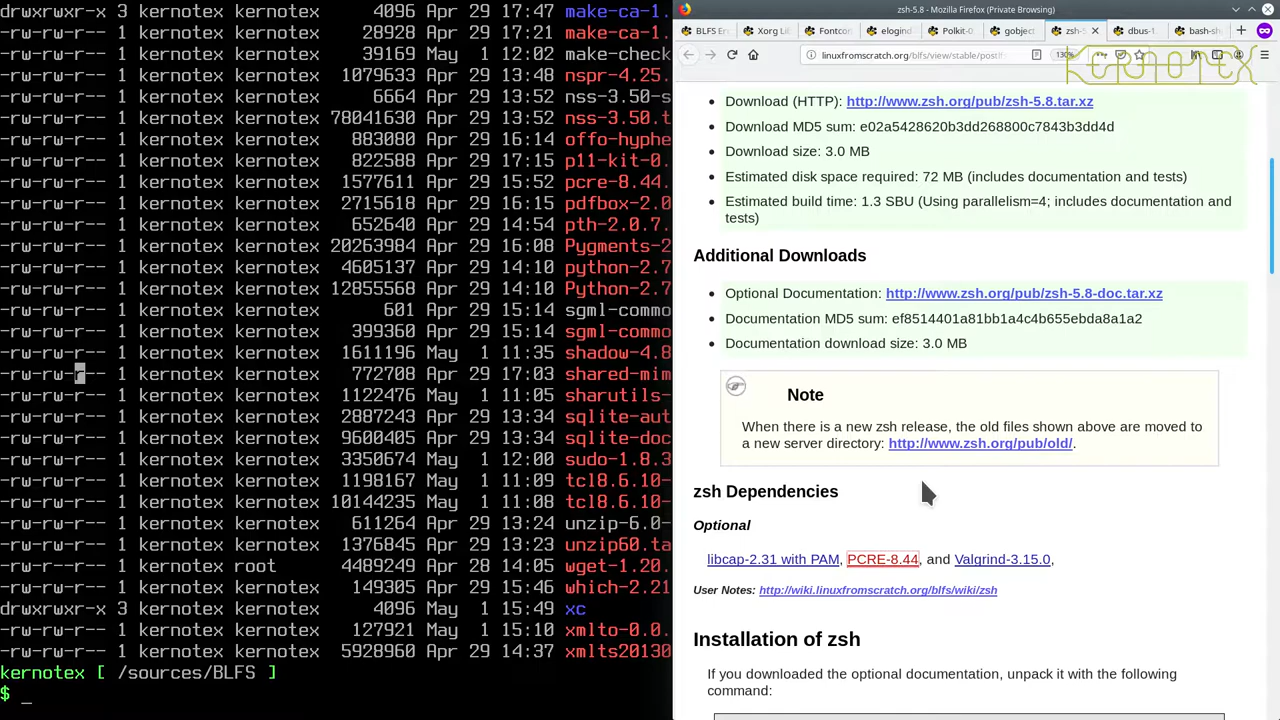 drwxrwxr-x 3 kernotex kernotex     4096 Apr 29 17:47 make-ca-1.
-rw-rw-r-- 1 kernotex kernotex    28928 Apr 29 17:21 make-ca-1.
-rw-rw-r-- 1 kernotex kernotex    39169 May  1 12:02 make-check
-rw-rw-r-- 1 kernotex kernotex  1079633 Apr 29 13:48 nspr-4.25.
-rw-rw-r-- 1 kernotex kernotex     6664 Apr 29 13:52 nss-3.50-s
-rw-rw-r-- 1 kernotex kernotex 78041630 Apr 29 13:52 nss-3.50.t
-rw-rw-r-- 1 kernotex kernotex   883080 Apr 29 16:14 offo-hyphe
-rw-rw-r-- 1 kernotex kernotex   822588 Apr 29 17:15 p11-kit-0.
-rw-rw-r-- 1 kernotex kernotex  1577611 Apr 29 15:52 pcre-8.44.
-rw-rw-r-- 1 kernotex kernotex  2715618 Apr 29 16:15 pdfbox-2.0
-rw-rw-r-- 1 kernotex kernotex   652640 Apr 29 14:54 pth-2.0.7.
-rw-rw-r-- 1 kernotex kernotex 20263984 Apr 29 16:08 Pygments-2
-rw-rw-r-- 1 kernotex kernotex  4605137 Apr 29 14:10 python-2.7
-rw-rw-r-- 1 kernotex kernotex 12855568 Apr 29 14:10 Python-2.7
-rw-rw-r-- 1 kernotex kernotex      601 Apr 29 15:14 sgml-commo
-rw-rw-r-- 1 kernotex kernotex   399360 Apr 29 15:14 sgml-commo
-rw-rw-r-- 1 kernotex kernotex  1611196 May  1 11:35 shadow-4.8
-rw-rw-r-- 1 kernotex kernotex   772708 Apr 29 17:03 shared-mim
-rw-rw-r-- 1 kernotex kernotex  1122476 May  1 11:05 sharutils-
-rw-rw-r-- 1 kernotex kernotex  2887243 Apr 29 13:34 sqlite-aut
-rw-rw-r-- 1 kernotex kernotex  9600405 Apr 29 13:34 sqlite-doc
-rw-rw-r-- 1 kernotex kernotex  3350674 May  1 12:00 sudo-1.8.3
-rw-rw-r-- 1 kernotex kernotex  1198167 May  1 11:09 tcl8.6.10-
-rw-rw-r-- 1 kernotex kernotex 10144235 May  1 11:08 tcl8.6.10-
-rw-rw-r-- 1 kernotex kernotex   611264 Apr 29 13:24 unzip-6.0-
-rw-rw-r-- 1 kernotex kernotex  1376845 Apr 29 13:23 unzip60.ta
-rw-rw-r-- 1 kernotex root      4489249 Apr 28 14:05 wget-1.20.
-rw-rw-r-- 1 kernotex kernotex   149305 Apr 29 15:46 which-2.21
drwxrwxr-x 3 kernotex kernotex     4096 May  1 15:49 xc
-rw-rw-r-- 1 kernotex kernotex   127921 May  1 15:10 xmlto-0.0.
-rw-rw-r-- 1 kernotex kernotex  5928960 Apr 29 14:37 xmlts20130
kernotex [ /sources/BLFS ]
$ _
zsh-5.8 - Mozilla Firefox (Private Browsing)
BLFS Er Xorg Li Fontcon elogind Polkit-0 gobject zsh-5 dbus-1. bash-sh
linuxfromscratch.org/blfs/view/stable/postlf 130%
KERNOTEX
Download (HTTP): http://www.zsh.org/pub/zsh-5.8.tar.xz
Download MD5 sum: e02a5428620b3dd268800c7843b3dd4d
Download size: 3.0 MB
Estimated disk space required: 72 MB (includes documentation and tests)
Estimated build time: 1.3 SBU (Using parallelism=4; includes documentation and
tests)
Additional Downloads
Optional Documentation: http://www.zsh.org/pub/zsh-5.8-doc.tar.xz
Documentation MD5 sum: ef8514401a81bb1a4c4b655ebda8a1a2
Documentation download size: 3.0 MB
Note
When there is a new zsh release, the old files shown above are moved to
a new server directory: http://www.zsh.org/pub/old/.
zsh Dependencies
Optional
libcap-2.31 with PAM, PCRE-8.44, and Valgrind-3.15.0,
User Notes: http://wiki.linuxfromscratch.org/blfs/wiki/zsh
Installation of zsh
If you downloaded the optional documentation, unpack it with the following
command: